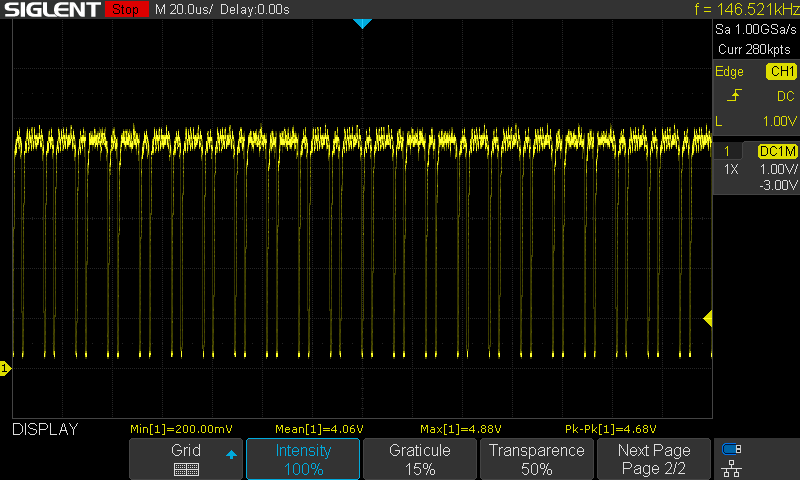 SIGLENT Stop M 20.0us/ Delay:0.00s f = 146.521kHz
Sa 1.00GSa/s
Curr 280kpts
Edge CH1
DC
L 1.00V
1 DC1M
1X 1.00V/
-3.00V
1
DISPLAY Min[1]=200.00mV Mean[1]=4.06V Max[1]=4.88V Pk-Pk[1]=4.68V
Grid Intensity Graticule Transparence Next Page
100% 15% 50% Page 2/2